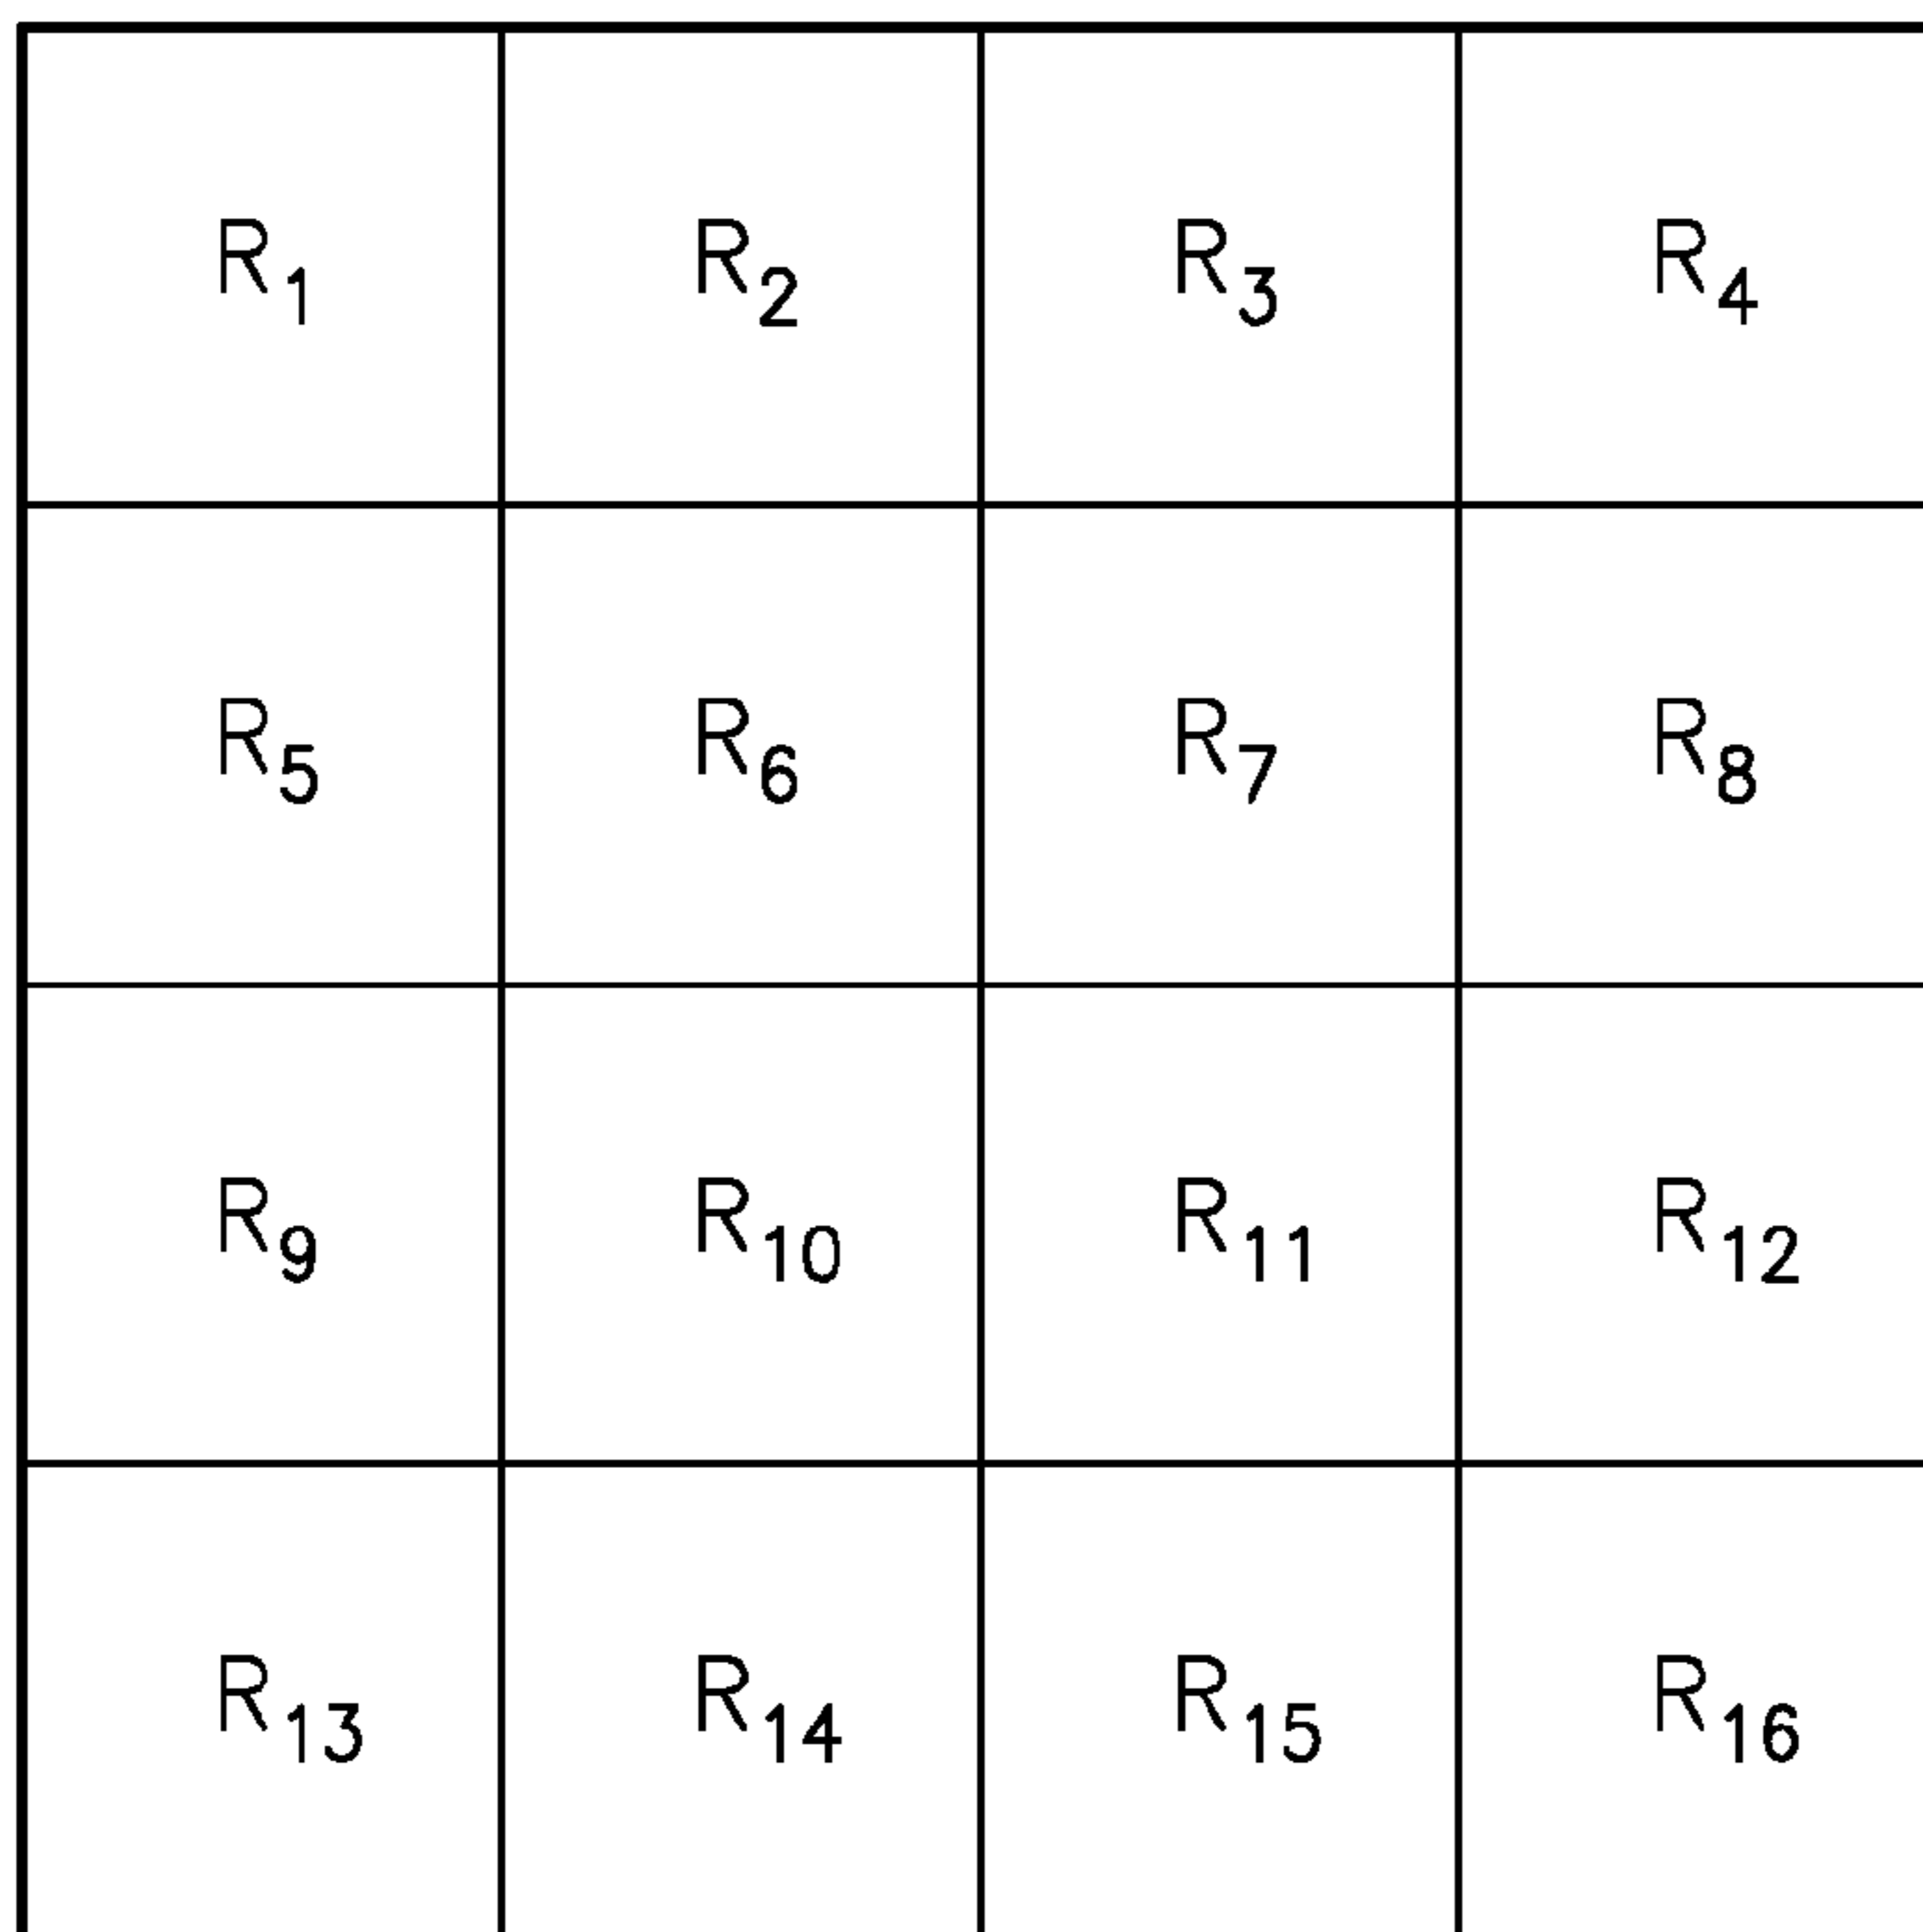 R₁ R₂ R₃ R₄
R₅ R₆ R₇ R₈
R₉ R₁₀ R₁₁ R₁₂
R₁₃ R₁₄ R₁₅ R₁₆